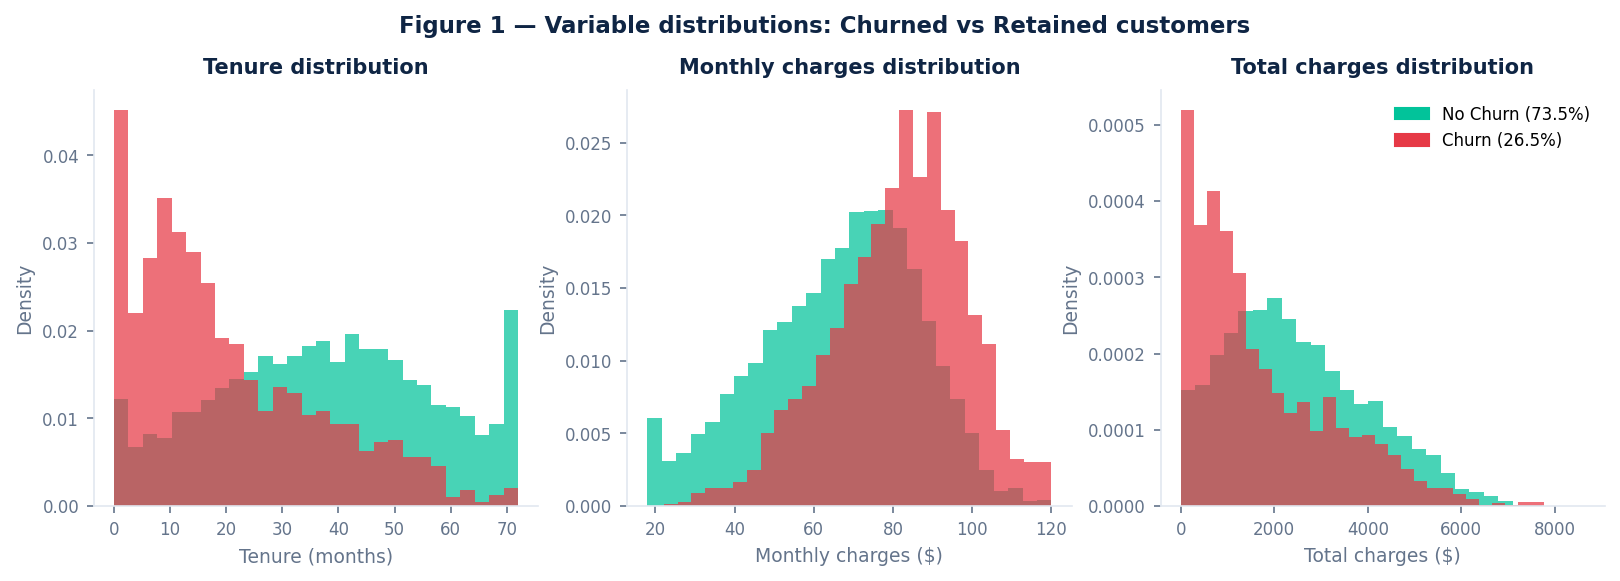 Figure 1 — Variable distributions: Churned vs Retained customers
Tenure distribution
Density
0.04
0.03
0.02
0.01
0.00
0 10 20 30 40 50 60 70
Tenure (months)
Monthly charges distribution
Density
0.025
0.020
0.015
0.010
0.005
0.000
20 40 60 80 100 120
Monthly charges ($)
Total charges distribution
No Churn (73.5%)
Churn (26.5%)
Density
0.0005
0.0004
0.0003
0.0002
0.0001
0.0000
0 2000 4000 6000 8000
Total charges ($)